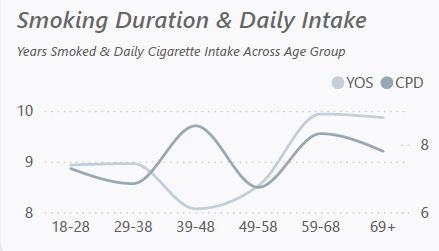 Smoking Duration & Daily Intake
Years Smoked & Daily Cigarette Intake Across Age Group
YOS CPD
10
9
8
8
6
18-28 29-38 39-48 49-58 59-68 69+